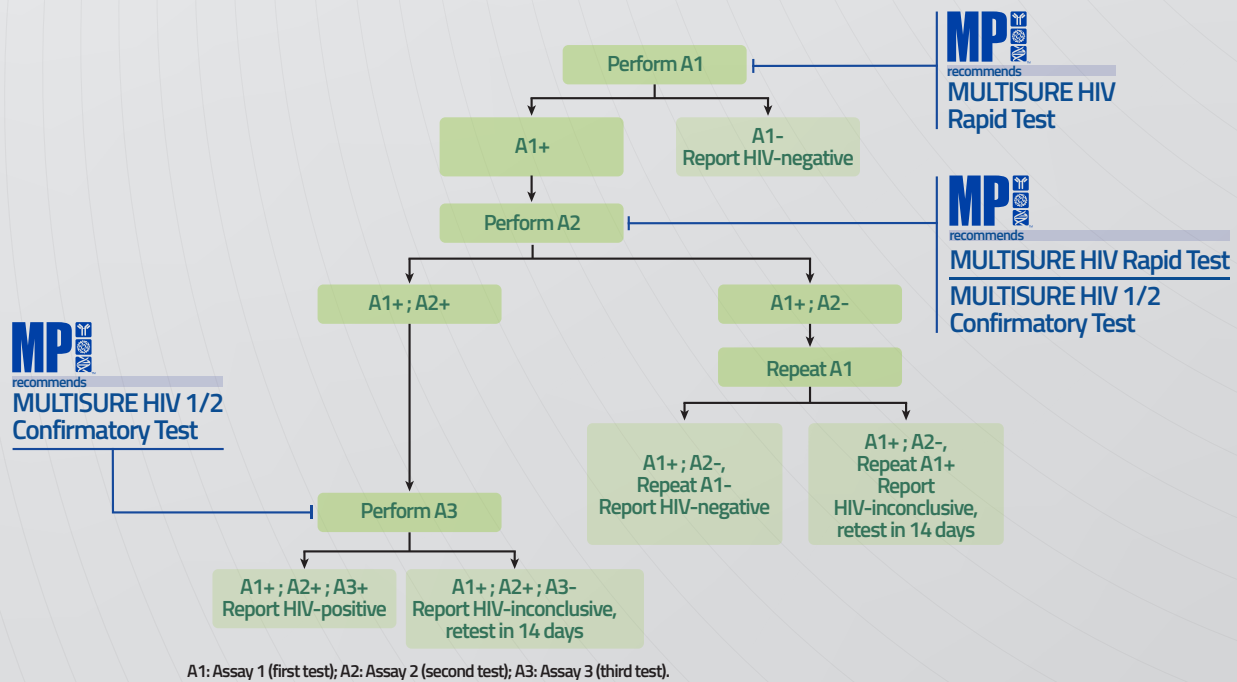 Perform A1
MP
recommends
MULTISURE HIV
Rapid Test
A1+
A1-
Report HIV-negative
Perform A2
MP
recommends
MULTISURE HIV Rapid Test
MULTISURE HIV 1/2
Confirmatory Test
A1+ ; A2+
A1+ ; A2-
Repeat A1
MP
recommends
MULTISURE HIV 1/2
Confirmatory Test
A1+ ; A2-,
Repeat A1-
Report HIV-negative
A1+ ; A2-,
Repeat A1+
Report
HIV-inconclusive,
retest in 14 days
Perform A3
A1+ ; A2+ ; A3+
Report HIV-positive
A1+ ; A2+ ; A3-
Report HIV-inconclusive,
retest in 14 days
A1: Assay 1 (first test); A2: Assay 2 (second test); A3: Assay 3 (third test).